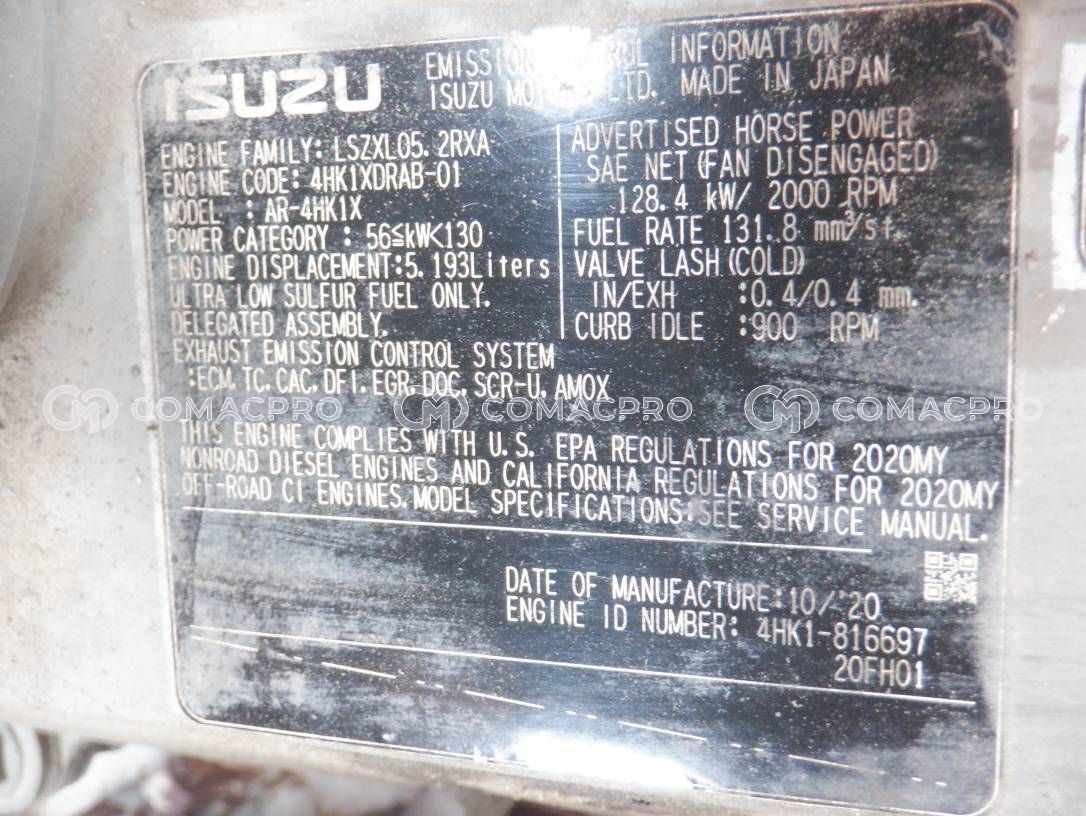 ISUZU
EMISSION CONTROL INFORMATION
ISUZU MOTORS LTD. MADE IN JAPAN
ENGINE FAMILY: LSZXL05. 2RXA
ENGINE CODE: 4HK1XDRAB-01
MODEL : AR-4HK1X
POWER CATEGORY : 56≦kW<130
ENGINE DISPLACEMENT:5. 193Liters
ULTRA LOW SULFUR FUEL ONLY.
DELEGATED ASSEMBLY.
EXHAUST EMISSION CONTROL SYSTEM
:ECM, TC, CAC, DFI, EGR, DOC, SCR-U, AMOX
ADVERTISED HORSE POWER
SAE NET(FAN DISENGAGED)
128. 4 kW/ 2000 RPM
FUEL RATE 131. 8 mm³/st.
VALVE LASH(COLD)
IN/EXH :0. 4/0. 4 mm.
CURB IDLE :900 RPM
COMACPRO COMACPRO COMACPRO
THIS ENGINE COMPLIES WITH U. S. EPA REGULATIONS FOR 2020MY
NONROAD DIESEL ENGINES AND CALIFORNIA REGULATIONS FOR 2020MY
OFF-ROAD CI ENGINES. MODEL SPECIFICATIONS:SEE SERVICE MANUAL.
DATE OF MANUFACTURE:10/'20
ENGINE ID NUMBER: 4HK1-816697
20FH01